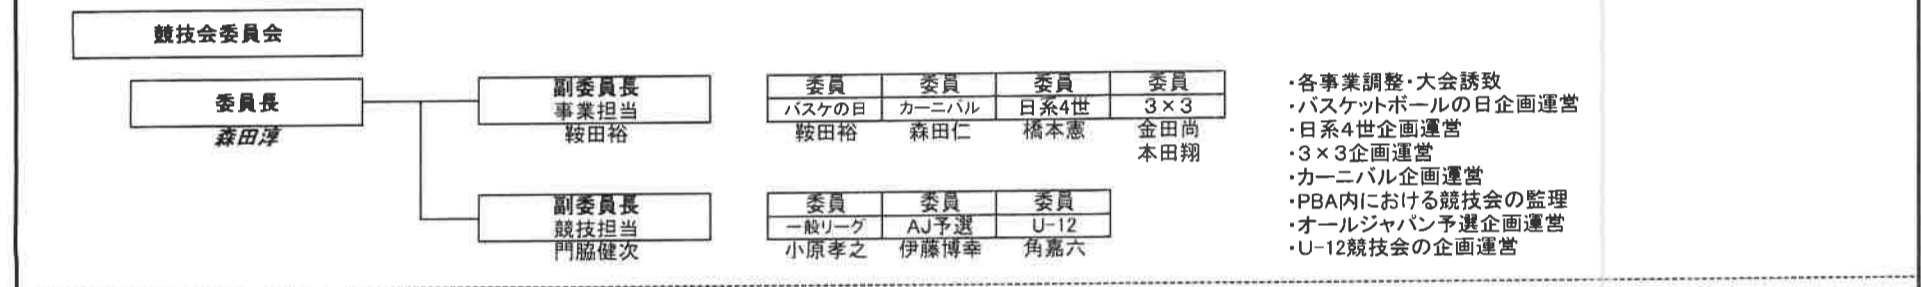 競技会委員会
委員長
森田淳
副委員長
事業担当
鞍田裕
委員 委員 委員 委員
バスケの日 カーニバル 日系4世 3×3
鞍田裕 森田仁 橋本憲 金田尚
本田翔
副委員長
競技担当
門脇健次
委員 委員 委員
一般リーグ AJ予選 U-12
小原孝之 伊藤博幸 角嘉六
・各事業調整・大会誘致
・バスケットボールの日企画運営
・日系4世企画運営
・3×3企画運営
・カーニバル企画運営
・PBA内における競技会の監理
・オールジャパン予選企画運営
・U-12競技会の企画運営